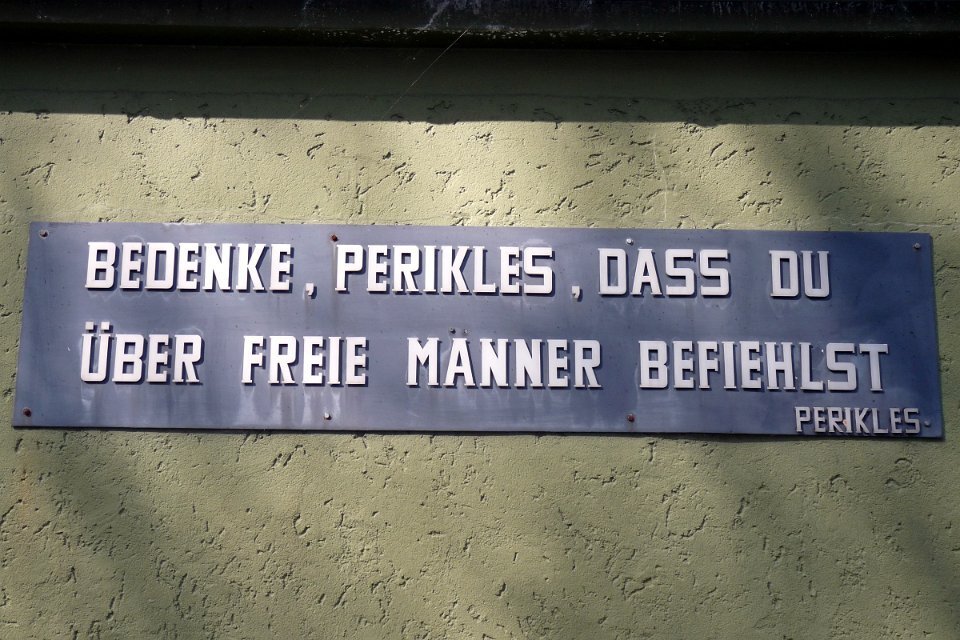 BEDENKE, PERIKLES, DASS DU
ÜBER FREIE MÄNNER BEFIEHLST
PERIKLES.